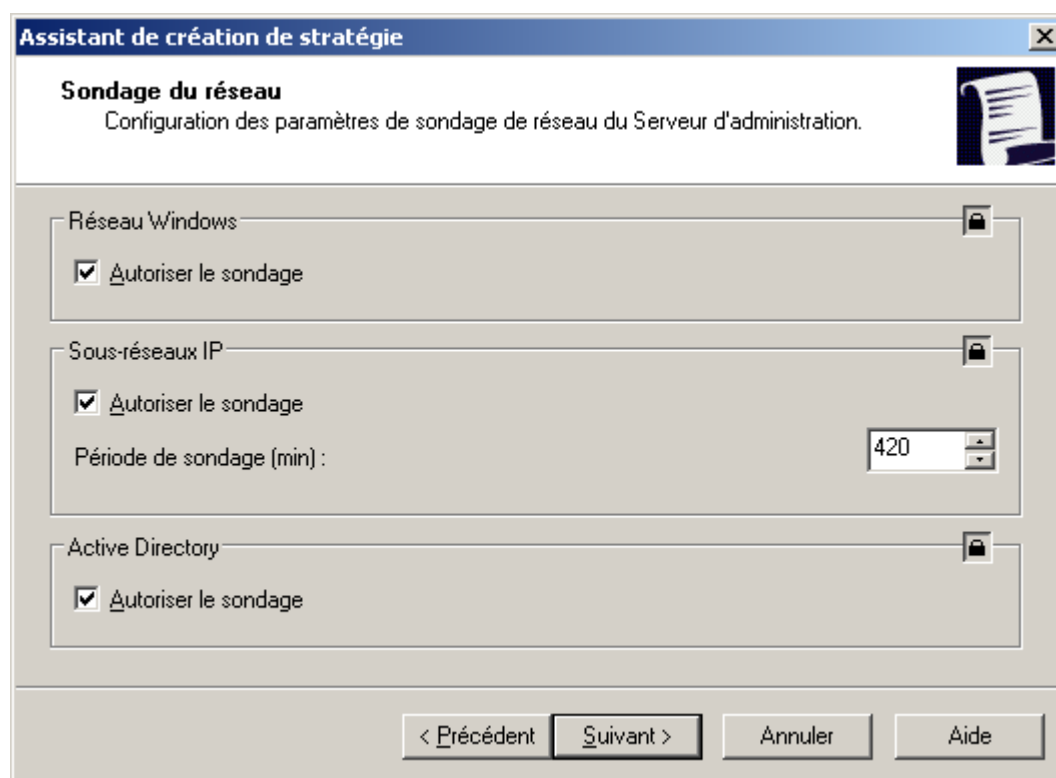 Assistant de création de stratégie
Sondage du réseau
Configuration des paramètres de sondage de réseau du Serveur d'administration.
Réseau Windows
Autoriser le sondage
Sous-réseaux IP
Autoriser le sondage
Période de sondage (min) :
420
Active Directory
Autoriser le sondage
< Précédent
Suivant >
Annuler
Aide